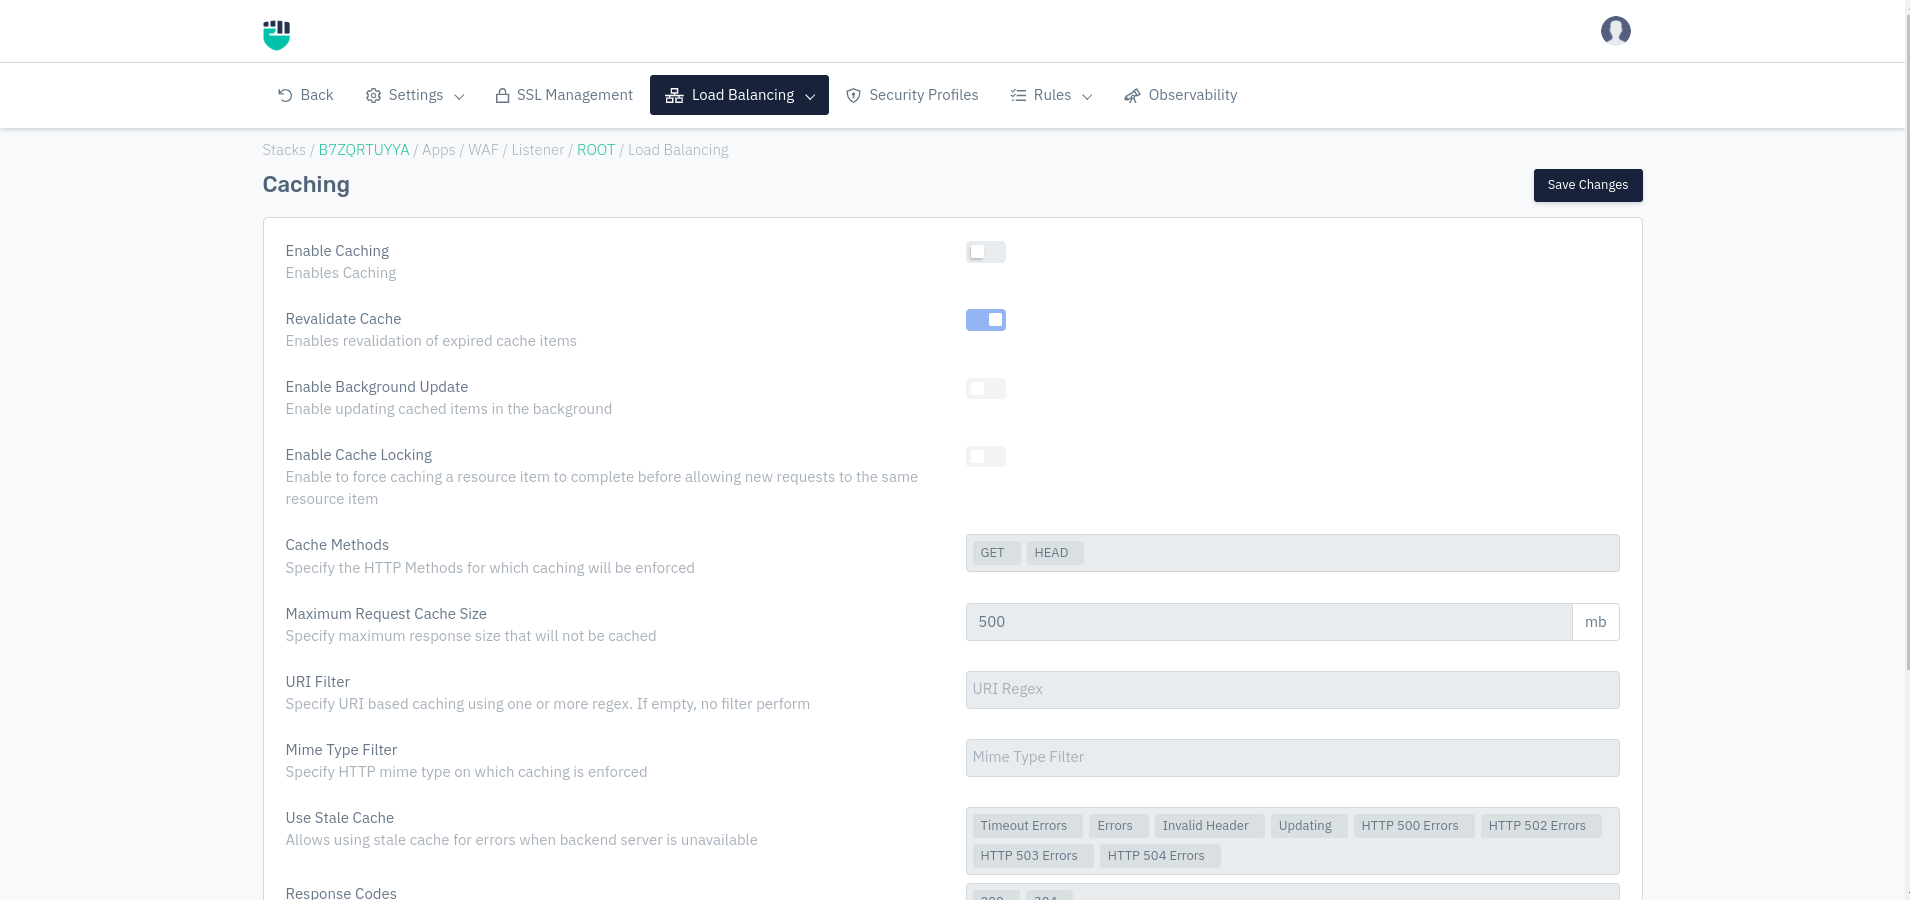 Back Settings SSL Management Load Balancing Security Profiles Rules Observability
Stacks / B7ZQRTUYYA / Apps / WAF / Listener / ROOT / Load Balancing
Caching
Save Changes
Enable Caching
Enables Caching
Revalidate Cache
Enables revalidation of expired cache items
Enable Background Update
Enable updating cached items in the background
Enable Cache Locking
Enable to force caching a resource item to complete before allowing new requests to the same
resource item
Cache Methods
Specify the HTTP Methods for which caching will be enforced
GET HEAD
Maximum Request Cache Size
Specify maximum response size that will not be cached
500 mb
URI Filter
Specify URI based caching using one or more regex. If empty, no filter perform
URI Regex
Mime Type Filter
Specify HTTP mime type on which caching is enforced
Mime Type Filter
Use Stale Cache
Allows using stale cache for errors when backend server is unavailable
Timeout Errors Errors Invalid Header Updating HTTP 500 Errors HTTP 502 Errors
HTTP 503 Errors HTTP 504 Errors
Response Codes